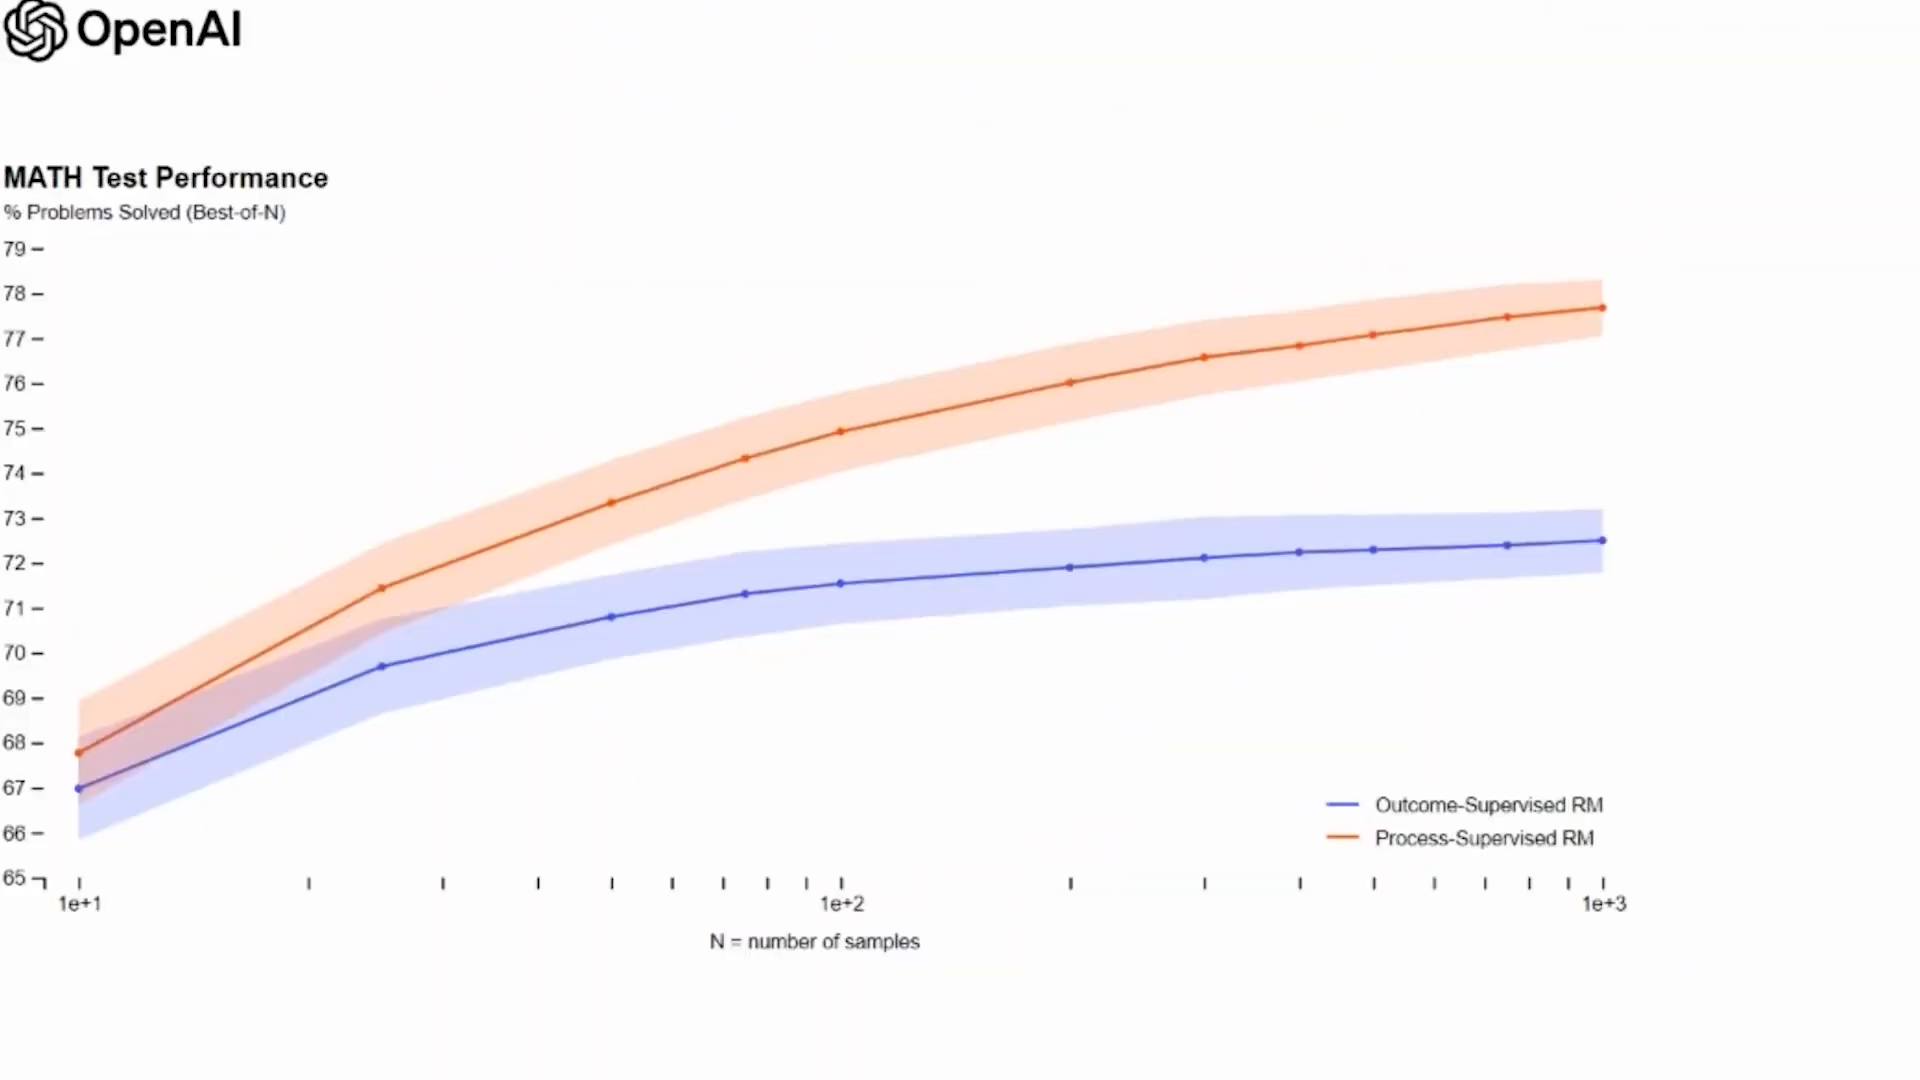 OpenAI
MATH Test Performance
% Problems Solved (Best-of-N)
79
78
77
76
75
74
73
72
71
70
69
68
67
66
65
Outcome-Supervised RM
Process-Supervised RM
1e+1 1e+2 1e+3
N = number of samples